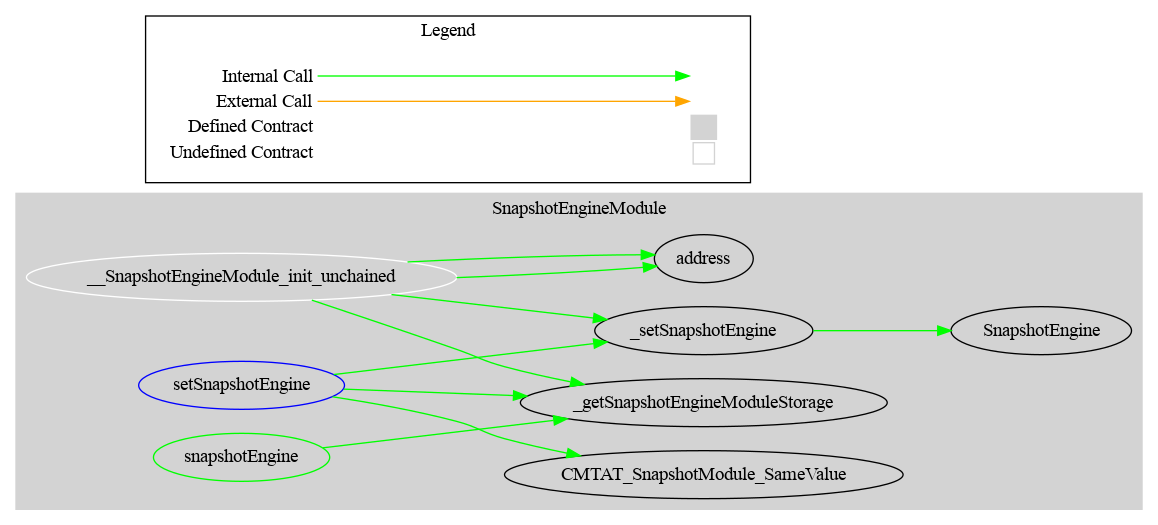 Legend
Internal Call
External Call
Defined Contract
Undefined Contract
SnapshotEngineModule
__SnapshotEngineModule_init_unchained
address
_setSnapshotEngine
SnapshotEngine
setSnapshotEngine
_getSnapshotEngineModuleStorage
snapshotEngine
CMTAT_SnapshotModule_SameValue